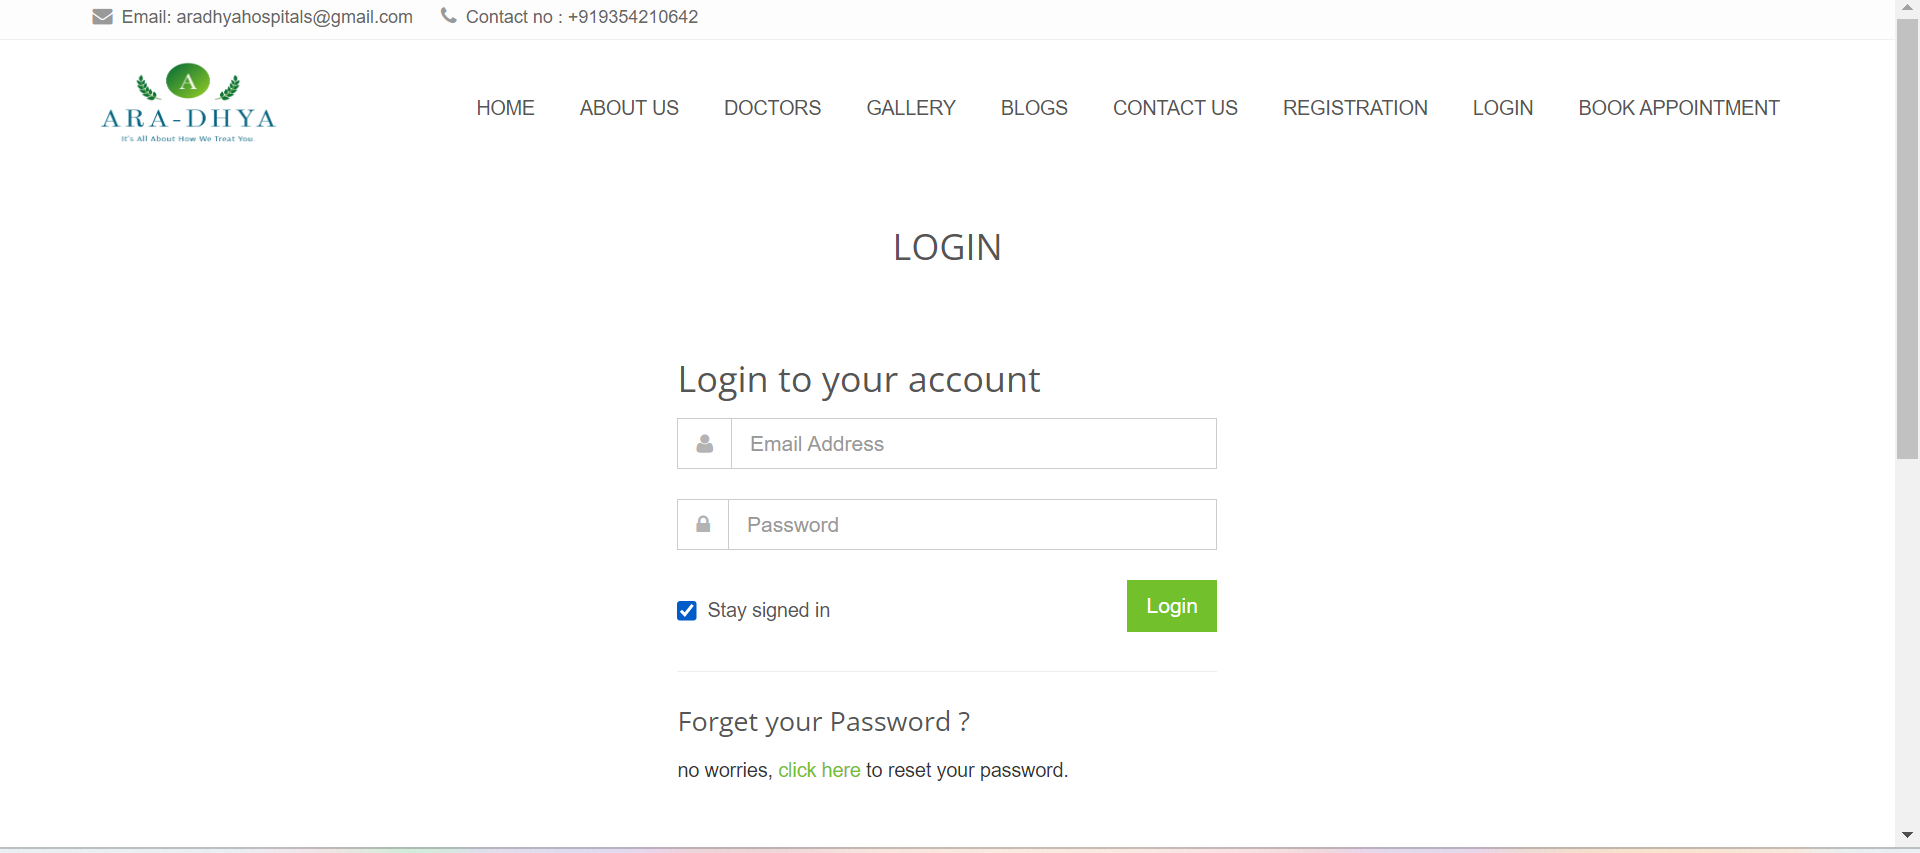 Email: aradhyahospitals@gmail.com Contact no : +919354210642
A
ARA-DHYA
It's All About How We Treat You
HOME ABOUT US DOCTORS GALLERY BLOGS CONTACT US REGISTRATION LOGIN BOOK APPOINTMENT
LOGIN
Login to your account
Email Address
Password
Stay signed in
Login
Forget your Password ?
no worries, click here to reset your password.